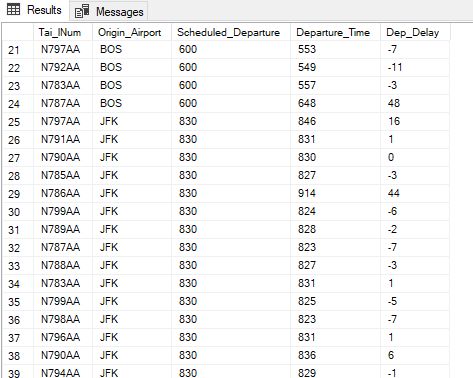 Results Messages
Tai_lNum Origin_Airport Scheduled_Departure Departure_Time Dep_Delay
21 N797AA BOS 600 553 -7
22 N792AA BOS 600 549 -11
23 N783AA BOS 600 557 -3
24 N787AA BOS 600 648 48
25 N797AA JFK 830 846 16
26 N791AA JFK 830 831 1
27 N790AA JFK 830 830 0
28 N785AA JFK 830 827 -3
29 N786AA JFK 830 914 44
30 N799AA JFK 830 824 -6
31 N789AA JFK 830 828 -2
32 N787AA JFK 830 823 -7
33 N788AA JFK 830 827 -3
34 N783AA JFK 830 831 1
35 N799AA JFK 830 825 -5
36 N798AA JFK 830 823 -7
37 N796AA JFK 830 831 1
38 N790AA JFK 830 836 6
39 N794AA JFK 830 829 -1